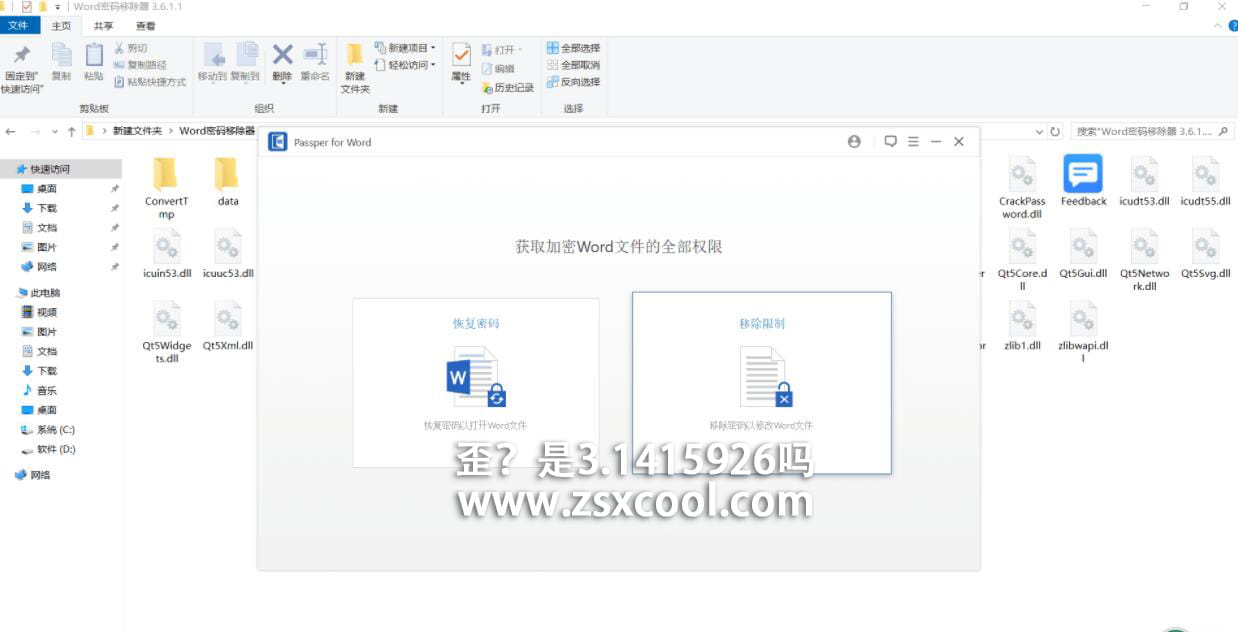 Word密码移除器 3.6.1.1
文件 主页 共享 查看
固定到"快速访问"
复制
粘贴
剪切
复制路径
粘贴快捷方式
剪贴板
移动到
复制到
删除
重命名
组织
新建
文件夹
新建项目
轻松访问
新建
属性
打开
编辑
历史记录
打开
全部选择
全部取消
反向选择
选择
新建文件夹 > Word密码移除器
搜索"Word密码移除器 3.6.1....
快速访问
桌面
下载
文档
图片
网络
此电脑
视频
图片
文档
下载
音乐
桌面
系统 (C:)
软件 (D:)
网络
ConvertT
mp
data
icuin53.dll
icuuc53.dll
Qt5Widge
ts.dll
Qt5Xml.dll
Passper for Word
获取加密Word文件的全部权限
恢复密码
W
恢复密码以打开Word文件
移除限制
移除密码以修改Word文件
歪？是3.1415926吗
www.zsxcool.com
CrackPass
word.dll
Feedback
icudt53.dll
icudt55.dll
er
Qt5Core.d
ll
Qt5Gui.dll
Qt5Netwo
rk.dll
Qt5Svg.dll
or
zlib1.dll
zlibwapi.dl
l